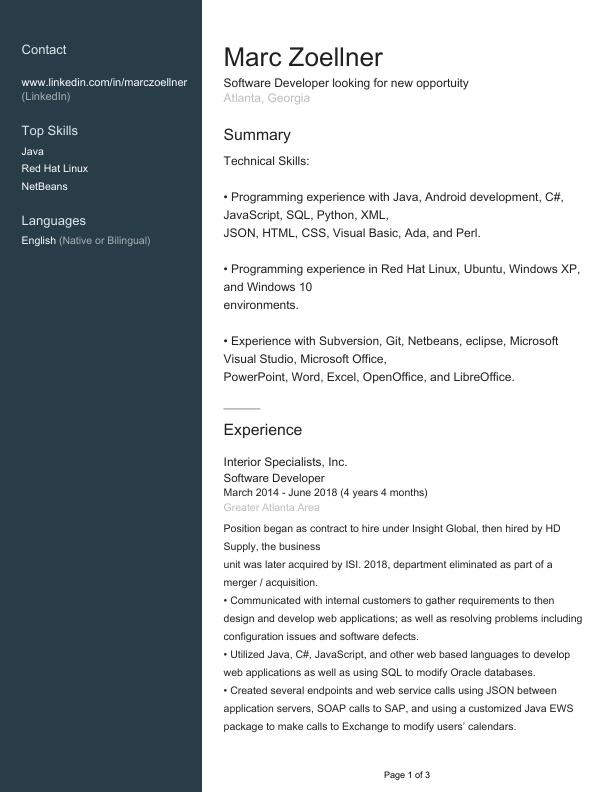 Contact
www.linkedin.com/in/marczoellner
(LinkedIn)
Top Skills
Java
Red Hat Linux
NetBeans
Languages
English (Native or Bilingual)
Marc Zoellner
Software Developer looking for new opportuity
Atlanta, Georgia
Summary
Technical Skills:
• Programming experience with Java, Android development, C#,
JavaScript, SQL, Python, XML,
JSON, HTML, CSS, Visual Basic, Ada, and Perl.
• Programming experience in Red Hat Linux, Ubuntu, Windows XP,
and Windows 10
environments.
• Experience with Subversion, Git, Netbeans, eclipse, Microsoft
Visual Studio, Microsoft Office,
PowerPoint, Word, Excel, OpenOffice, and LibreOffice.
Experience
Interior Specialists, Inc.
Software Developer
March 2014 - June 2018 (4 years 4 months)
Greater Atlanta Area
Position began as contract to hire under Insight Global, then hired by HD
Supply, the business
unit was later acquired by ISI. 2018, department eliminated as part of a
merger / acquisition.
• Communicated with internal customers to gather requirements to then
design and develop web applications; as well as resolving problems including
configuration issues and software defects.
• Utilized Java, C#, JavaScript, and other web based languages to develop
web applications as well as using SQL to modify Oracle databases.
• Created several endpoints and web service calls using JSON between
application servers, SOAP calls to SAP, and using a customized Java EWS
package to make calls to Exchange to modify users’ calendars.
Page 1 of 3